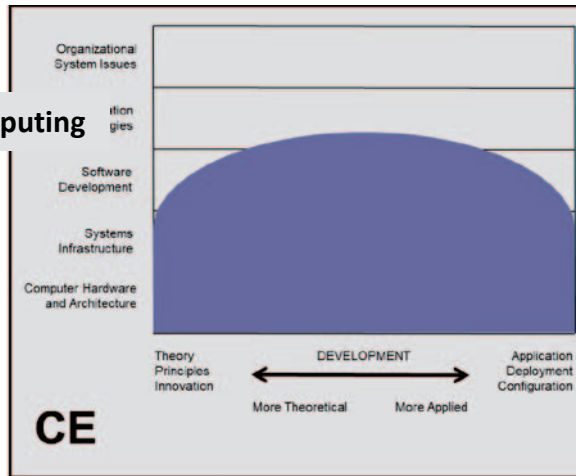 Organizational
System Issues
puting
Software
Development
Systems
Infrastructure
Computer Hardware
and Architecture
Theory
Principles
Innovation
DEVELOPMENT
Application
Deployment
Configuration
More Theoretical
More Applied
CE